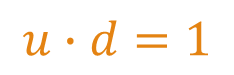 u · d = 1